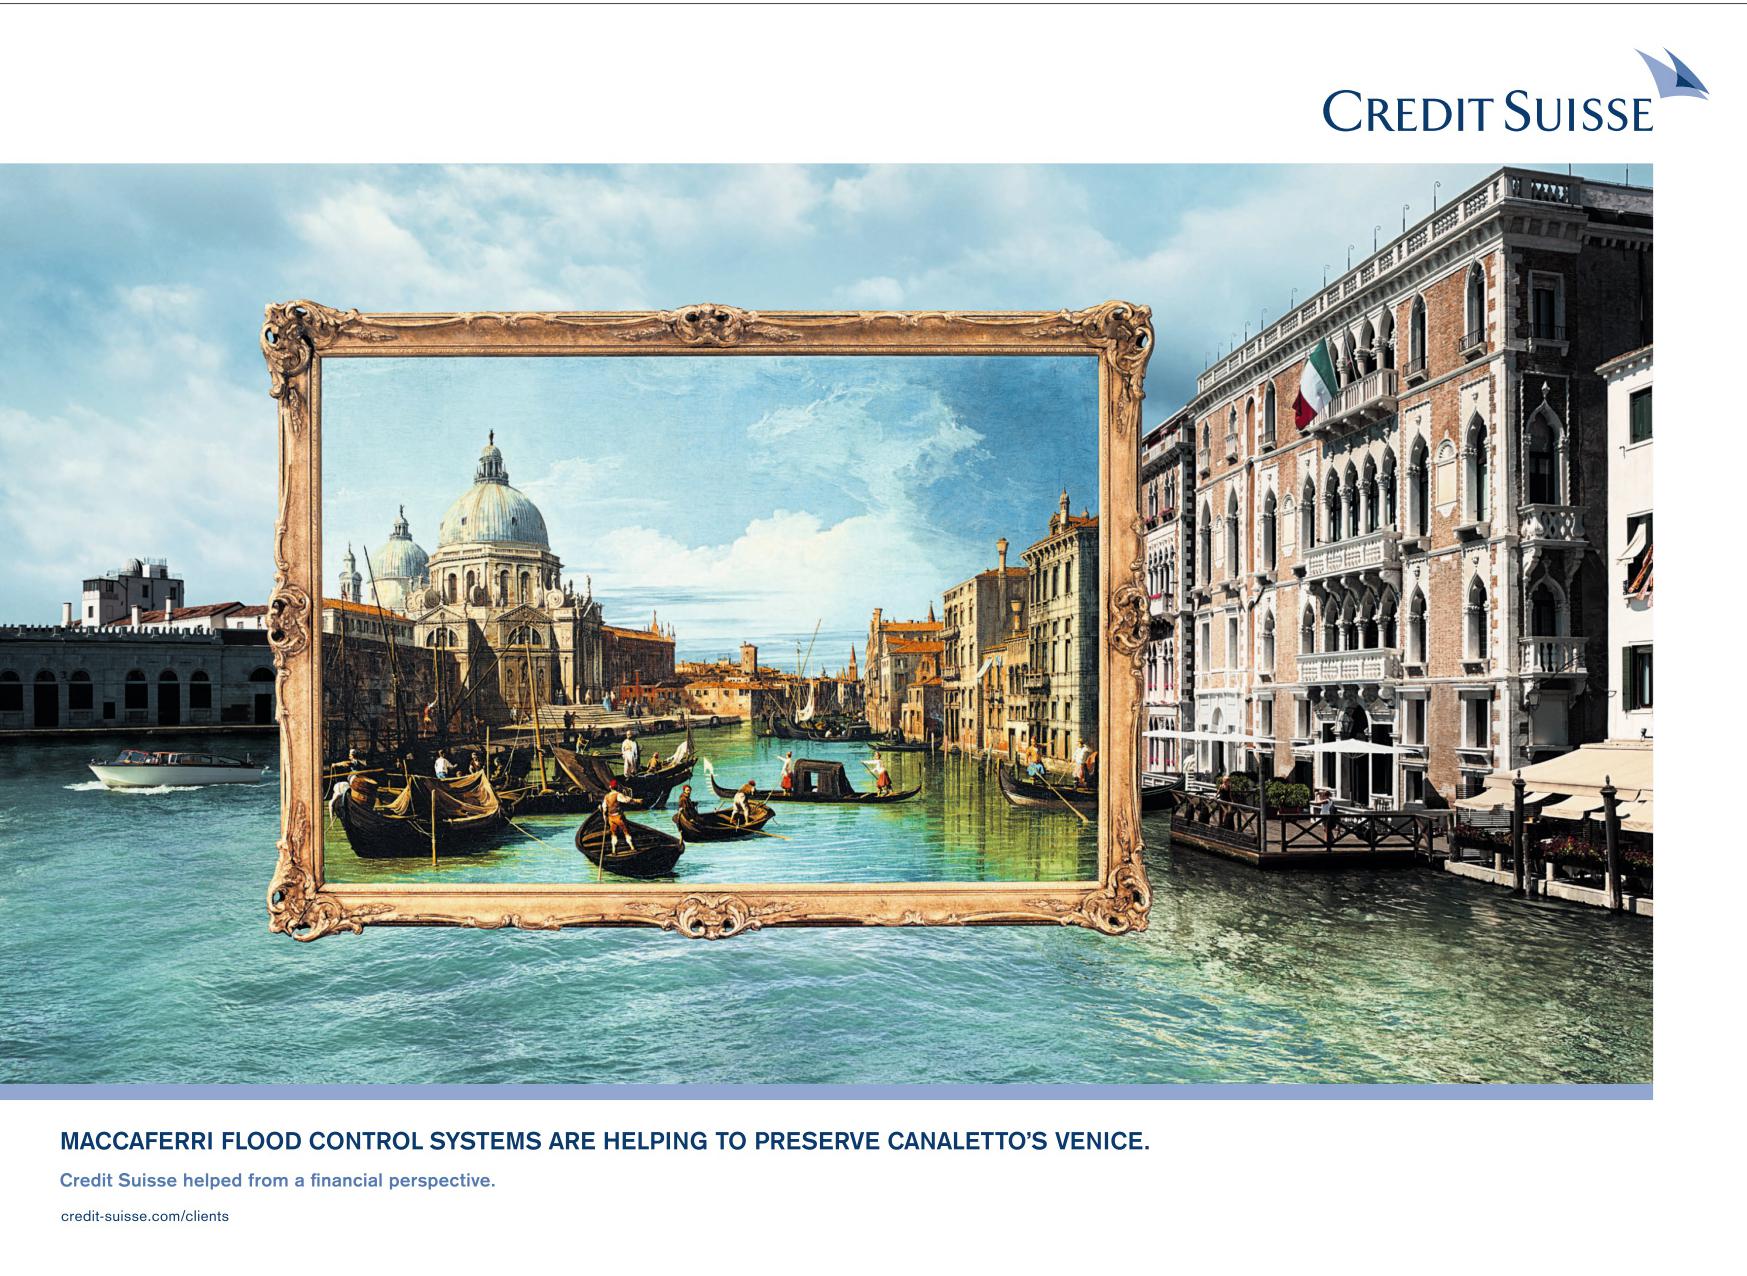 CREDIT SUISSE
MACCAFERRI FLOOD CONTROL SYSTEMS ARE HELPING TO PRESERVE CANALETTO'S VENICE.
Credit Suisse helped from a financial perspective.
credit-suisse.com/clients